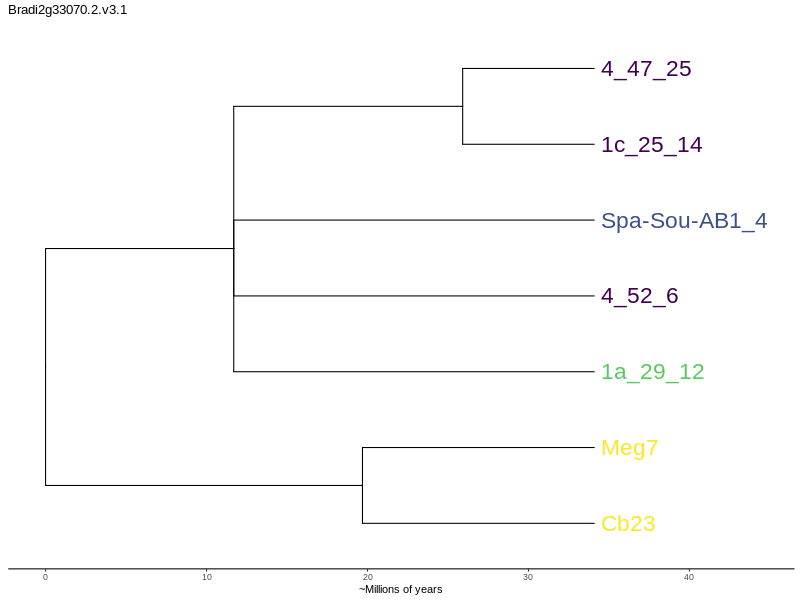 Bradi2g33070.2.v3.1
4_47_25
1c_25_14
Spa-Sou-AB1_4
4_52_6
1a_29_12
Meg7
Cb23
0 10 20 30 40
~Millions of years